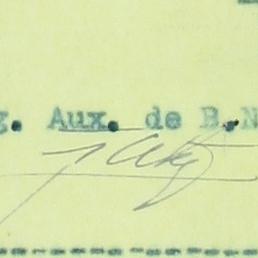 g. Aux. de B. N